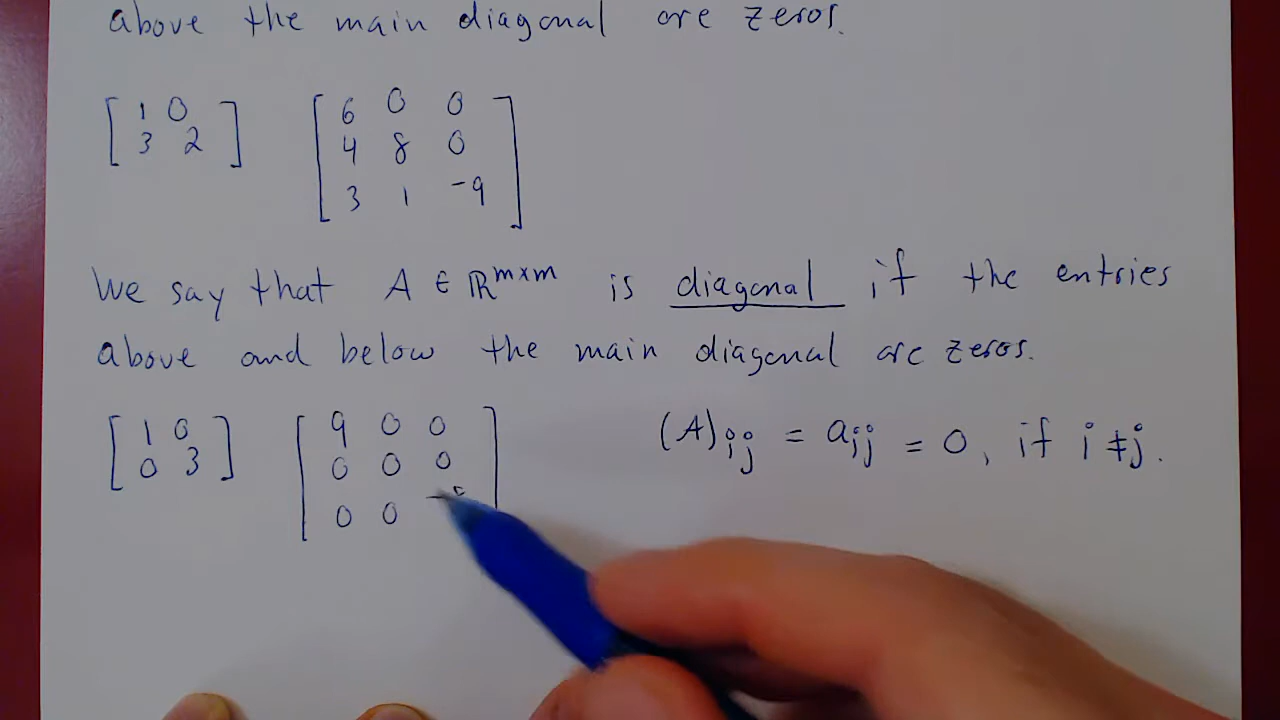 above the main diagonal are zeros.
[ 1 0 ] [ 6 0 0 ]
[ 3 2 ] [ 4 8 0 ]
[ 3 1 -9 ]
We say that A ∈ ℝᵐˣᵐ is diagonal if the entries
above and below the main diagonal are zeros.
[ 1 0 ] [ 9 0 0 ] (A)ᵢⱼ = aᵢⱼ = 0, if i ≠ j.
[ 0 3 ] [ 0 0 0 ]
[ 0 0 ]